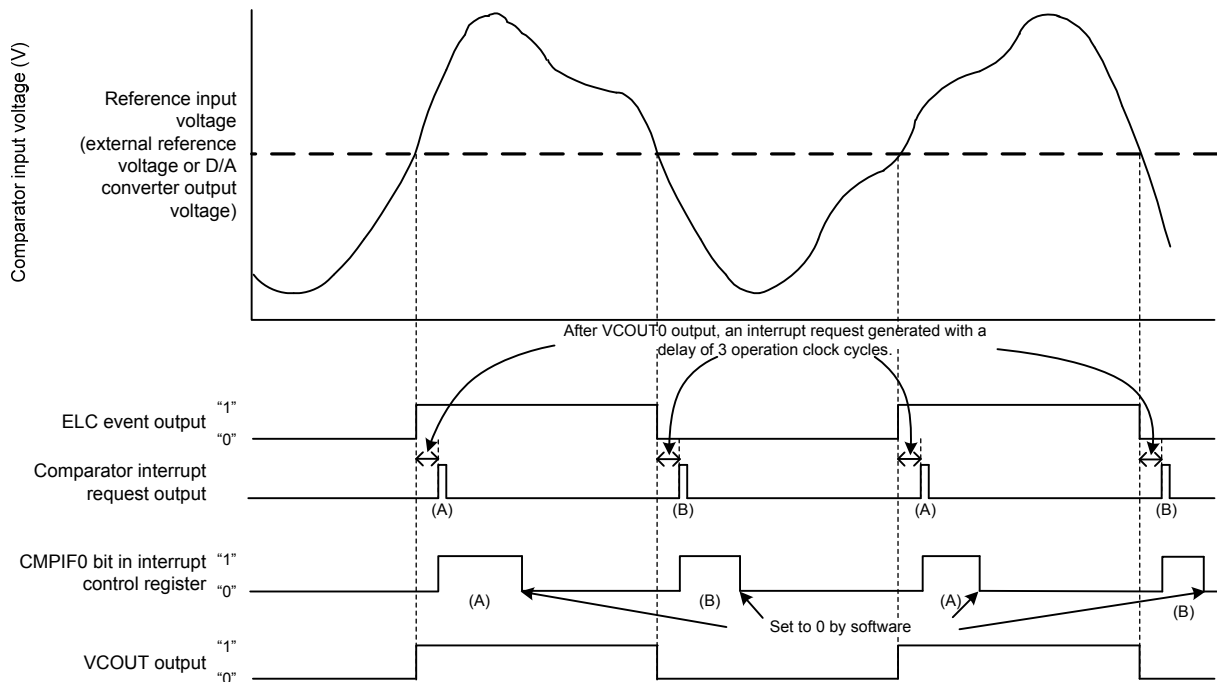 Comparator input voltage (V)
Reference input
voltage
(external reference
voltage or D/A
converter output
voltage)
After VCOUT0 output, an interrupt request generated with a
delay of 3 operation clock cycles.
ELC event output
“1”
“0”
Comparator interrupt
request output
(A)
(B)
(A)
(B)
CMPIF0 bit in interrupt
control register
“1”
“0”
(A)
(B)
(A)
(B)
Set to 0 by software
VCOUT output
“1”
“0”